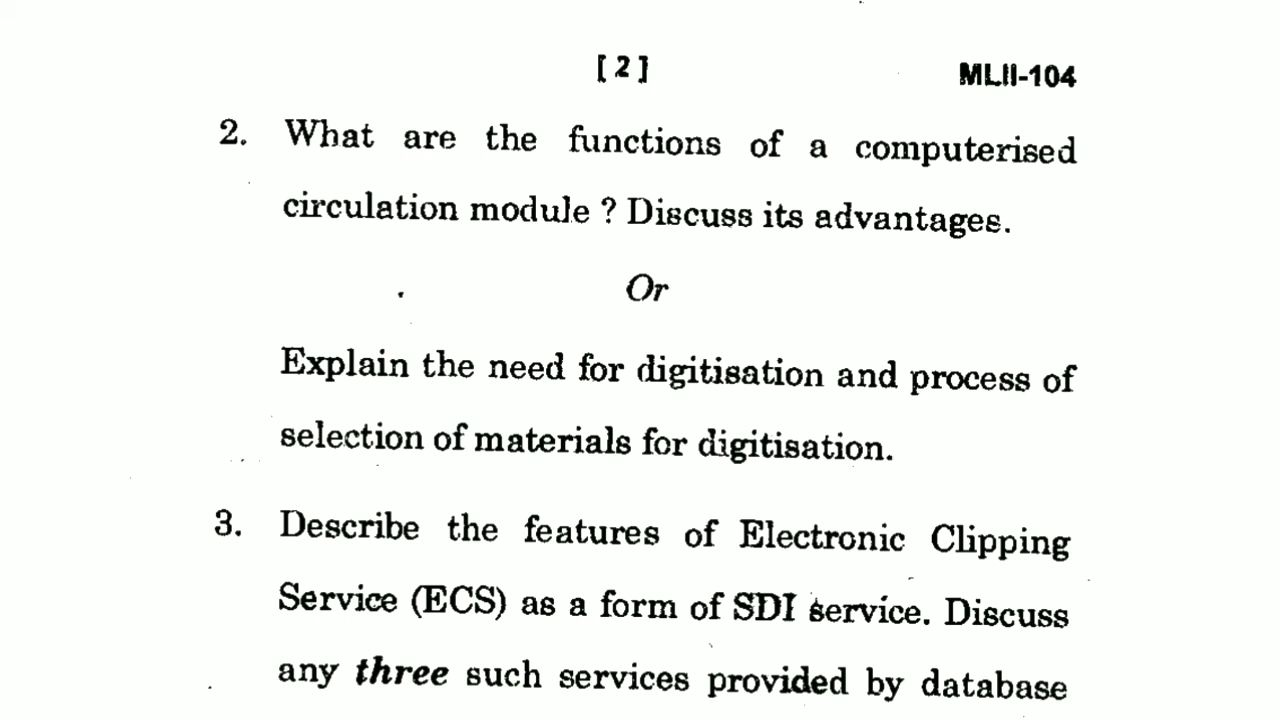 [ 2 ] MLII-104
2. What are the functions of a computerised
circulation module ? Discuss its advantages.
Or
Explain the need for digitisation and process of
selection of materials for digitisation.
3. Describe the features of Electronic Clipping
Service (ECS) as a form of SDI service. Discuss
any three such services provided by database